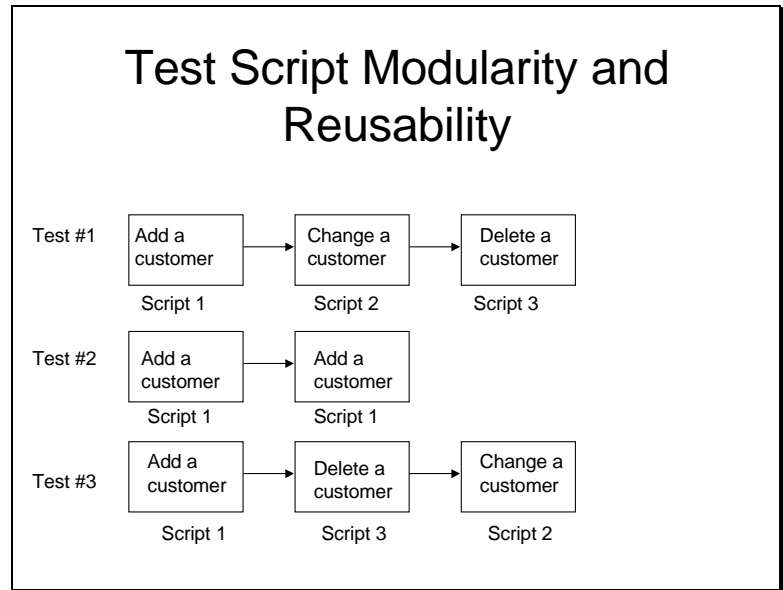 Test Script Modularity and
Reusability
Test #1
Add a
customer
Change a
customer
Delete a
customer
Script 1
Script 2
Script 3
Test #2
Add a
customer
Add a
customer
Script 1
Script 1
Test #3
Add a
customer
Delete a
customer
Change a
customer
Script 1
Script 3
Script 2